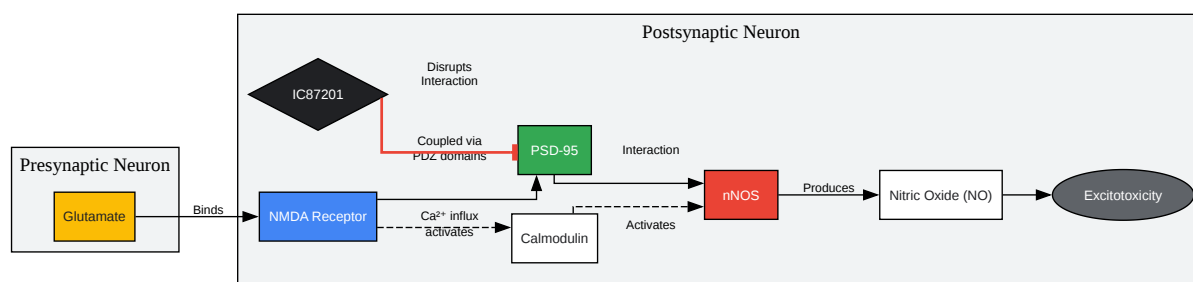 Postsynaptic Neuron
Disrupts
Interaction
IC87201
Coupled via
PDZ domains
PSD-95
Interaction
Presynaptic Neuron
Glutamate
Binds
NMDA Receptor
Ca²⁺ influx
activates
Calmodulin
Activates
nNOS
Produces
Nitric Oxide (NO)
Excitotoxicity